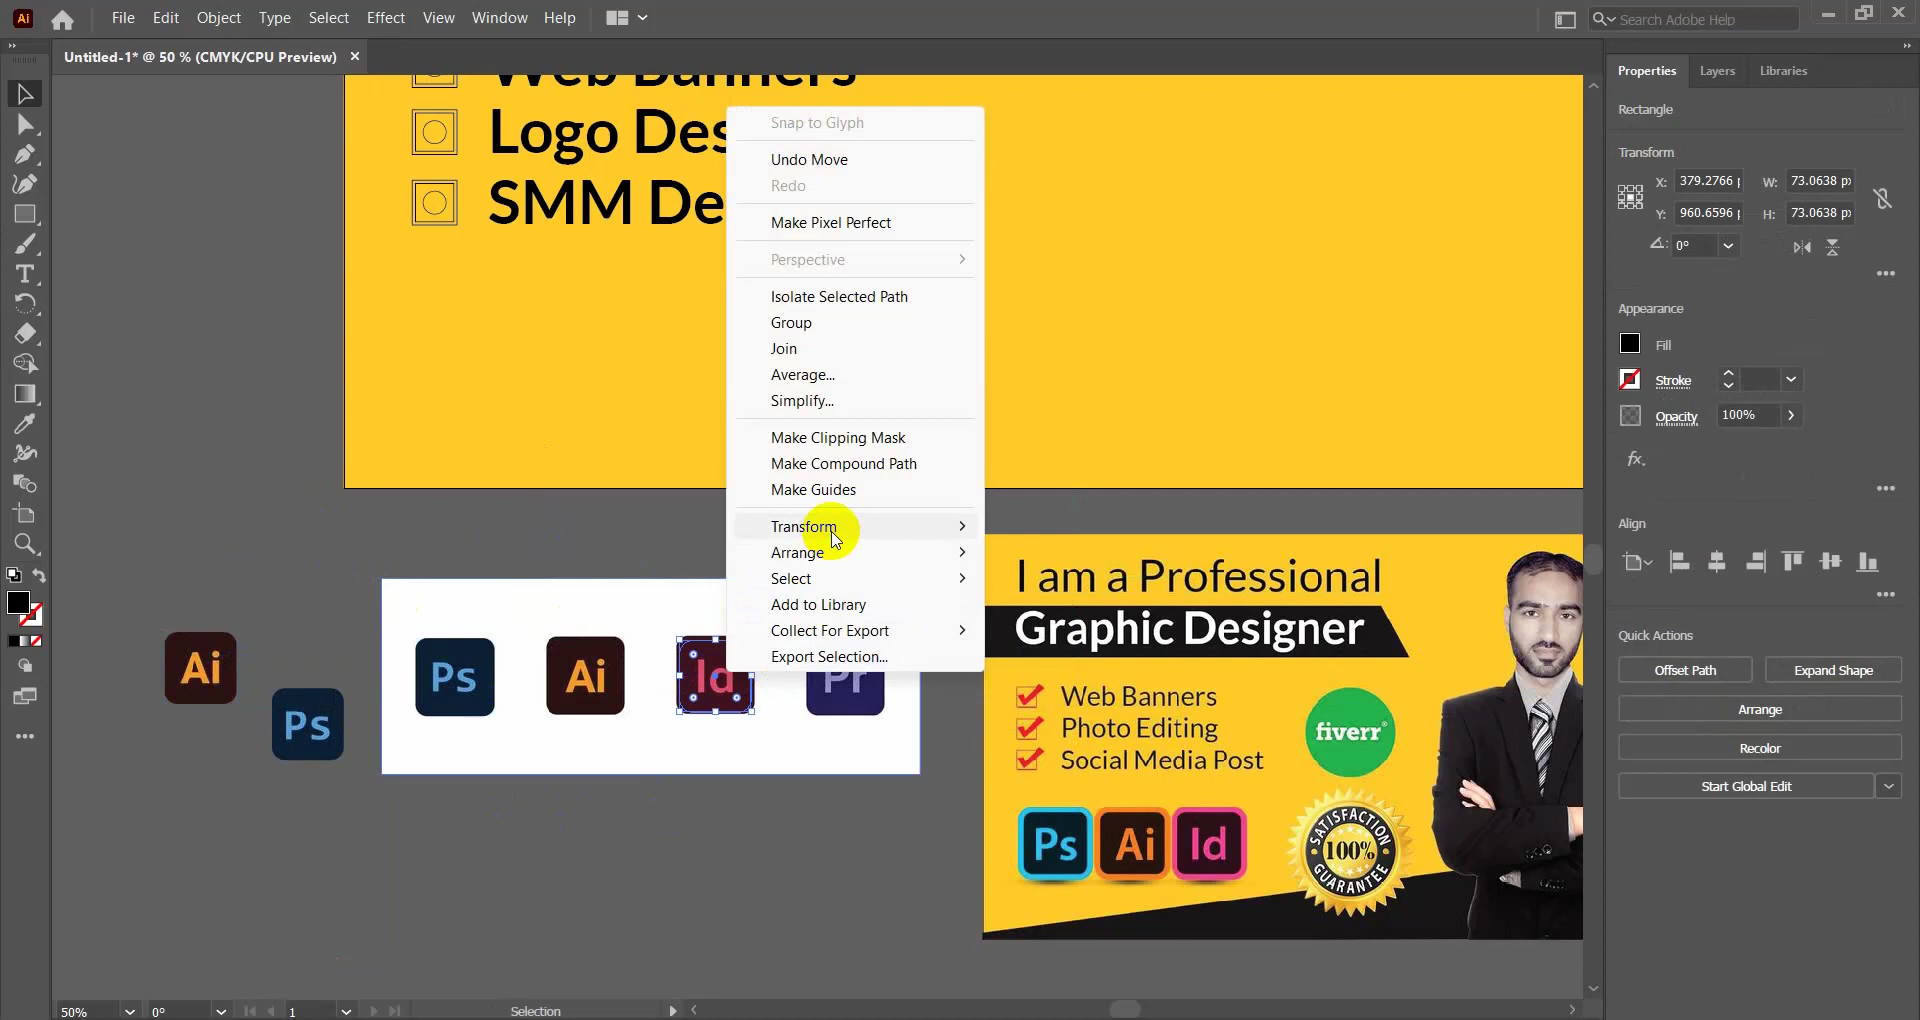 Ai
File Edit Object Type Select Effect View Window Help
Search Adobe Help
Untitled-1* @ 50 % (CMYK/CPU Preview)
Web Banners
Logo Des
SMM De
Snap to Glyph
Undo Move
Redo
Make Pixel Perfect
Perspective
Isolate Selected Path
Group
Join
Average...
Simplify...
Make Clipping Mask
Make Compound Path
Make Guides
Transform
Arrange
Select
Add to Library
Collect For Export
Export Selection...
Ai
Ps
Ps
Ai
Id
Pr
I am a Professional
Graphic Designer
Web Banners
Photo Editing
Social Media Post
fiverr
Ps Ai Id
SATISFACTION
100%
GUARANTEE
Properties Layers Libraries
Rectangle
Transform
X: 379.2766 W: 73.0638 px
Y: 960.6596 H: 73.0638 px
0°
Appearance
Fill
Stroke
Opacity 100%
fx.
Align
Quick Actions
Offset Path Expand Shape
Arrange
Recolor
Start Global Edit
50% 0° 1 Selection